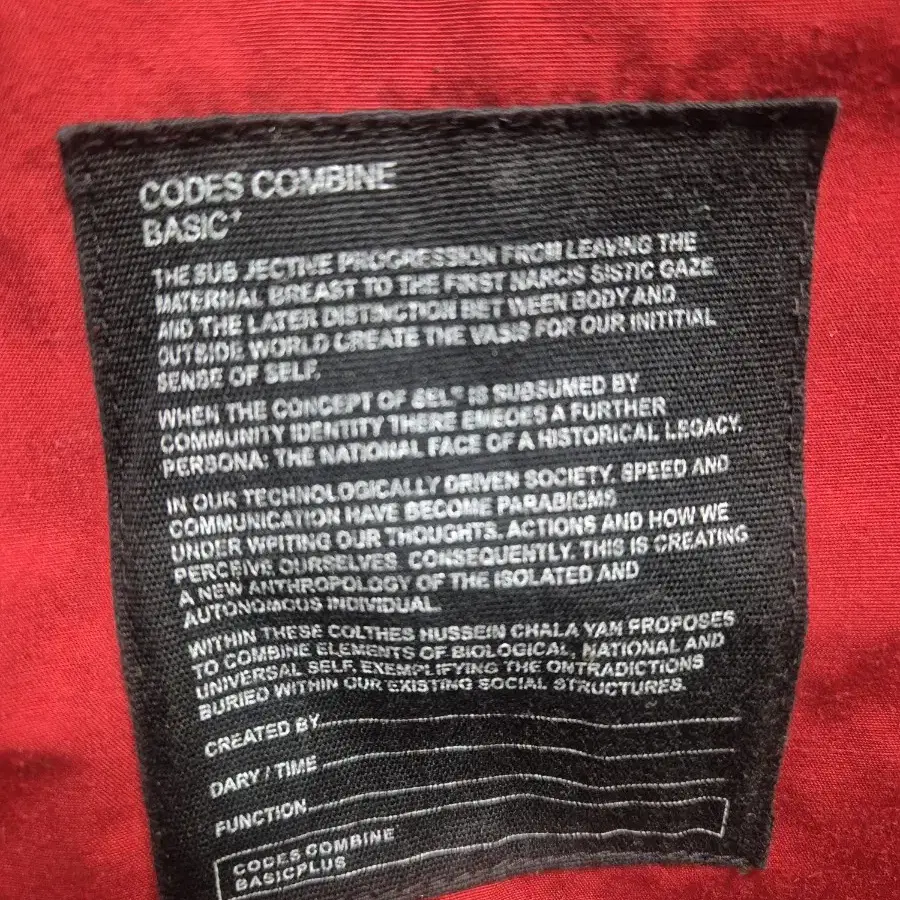 CODES COMBINE
BASIC+
THE SUB JECTIVE PROGRESSION FROM LEAVING THE
MATERNAL BREAST TO THE FIRST NARCIS SISTIC GAZE.
AND THE LATER DISTINCTION BET WEEN BODY AND
OUTSIDE WORLD CREATE THE VASIS FOR OUR INITITIAL
SENSE OF SELF.
WHEN THE CONCEPT OF SELF IS SUBSUMED BY
COMMUNITY IDENTITY THERE EMEOES A FURTHER
PERSONA: THE NATIONAL FACE OF A HISTORICAL LEGACY.
IN OUR TECHNOLOGICALLY DRIVEN SOCIETY. SPEED AND
COMMUNICATION HAVE BECOME PARABIGMS
UNDER WPITING OUR THOUGHTS. ACTIONS AND HOW WE
PERCEIVE OURSELVES. CONSEQUENTLY. THIS IS CREATING
A NEW ANTHROPOLOGY OF THE ISOLATED AND
AUTONOMOUS INDIVIDUAL.
WITHIN THESE COLTHES HUSSEIN CHALA YAN PROPOSES
TO COMBINE ELEMENTS OF BIOLOGICAL, NATIONAL AND
UNIVERSAL SELF. EXEMPLIFYING THE ONTRADICTIONS
BURIED WITHIN OUR EXISTING SOCIAL STRUCTURES.
CREATED BY
DARY / TIME
FUNCTION
CODES COMBINE
BASICPLUS